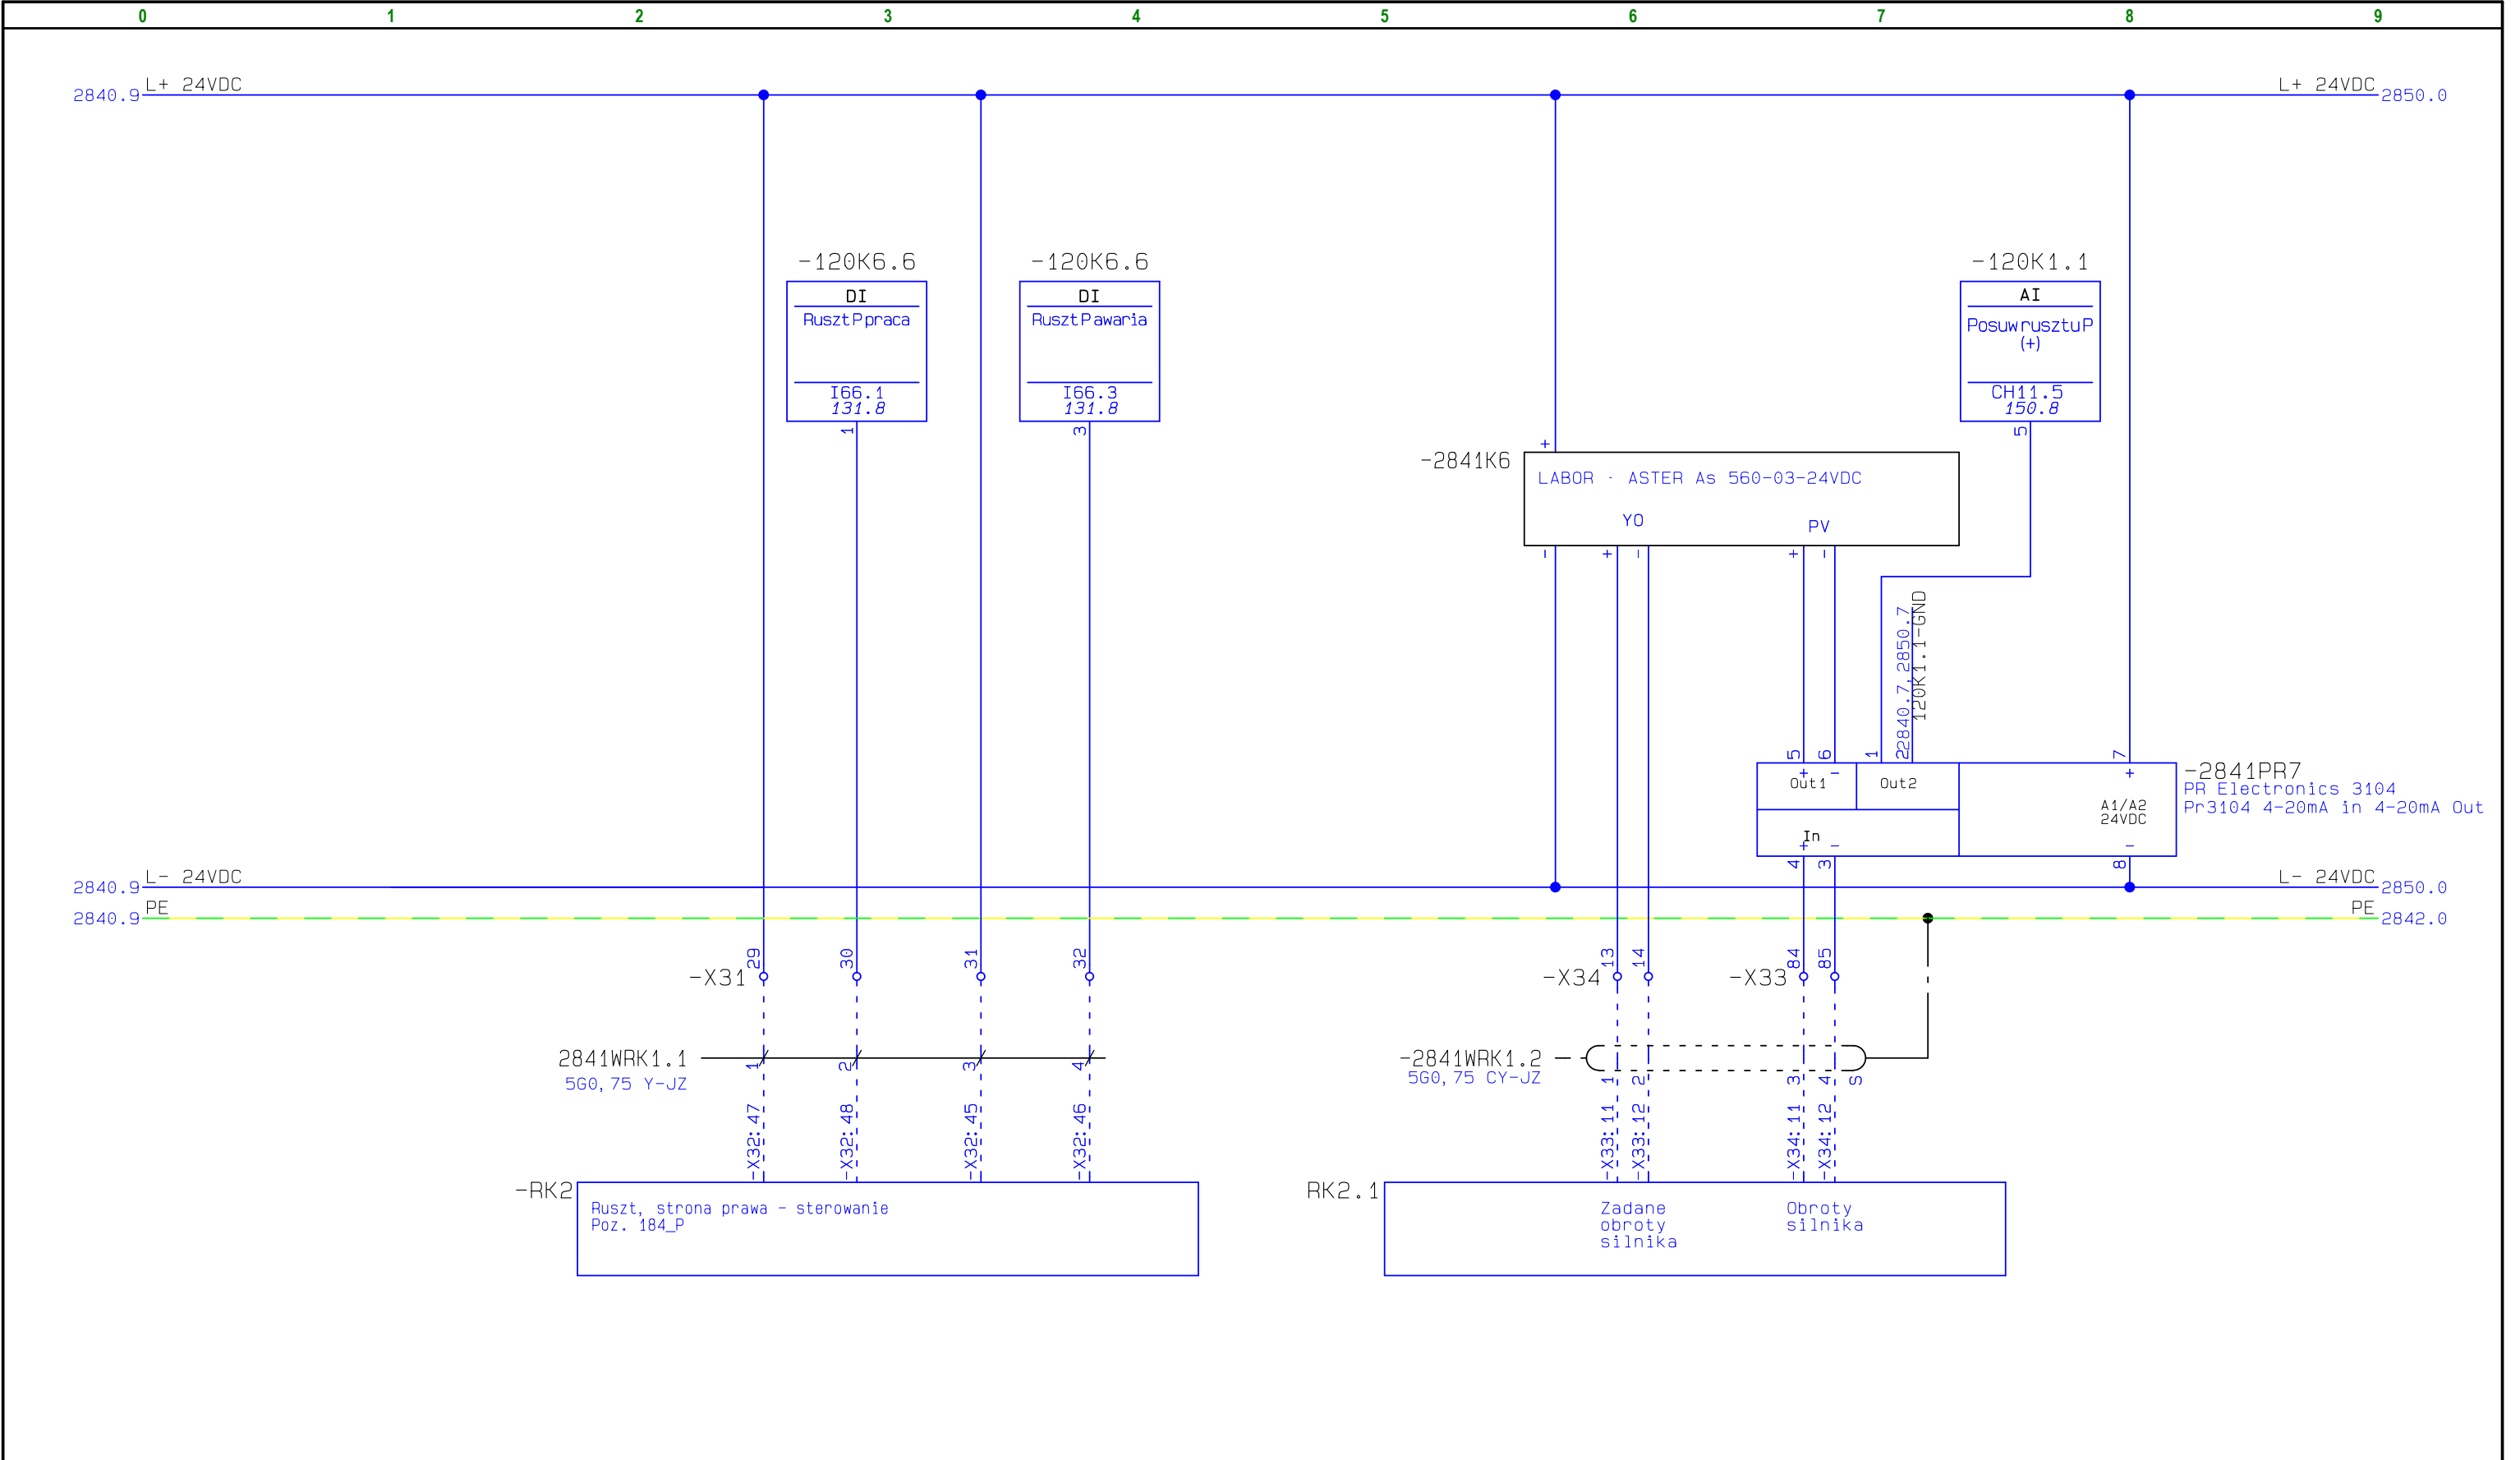 0 1 2 3 4 5 6 7 8 9
2840.9 L+ 24VDC
L+ 24VDC 2850.0
-120K6.6
DI
Ruszt P praca
I66.1
131.8
1
-120K6.6
DI
Ruszt P awaria
I66.3
131.8
3
-120K1.1
AI
Posuw rusztu P
(+)
CH11.5
150.8
5
+
-2841K6
LABOR - ASTER As 560-03-24VDC
YO
PV
- + - + -
2840.7,2850.7
120K1.1-GND
5 6 1 2 7
+ - +
Out1
Out2
-2841PR7
PR Electronics 3104
Pr3104 4-20mA in 4-20mA Out
A1/A2
24VDC
In
+ - -
4 3 8
2840.9 L- 24VDC
L- 24VDC 2850.0
2840.9 PE
PE 2842.0
-X31 29 30 31 32
-X34 13 14
-X33 84 85
2841WRK1.1
5G0,75 Y-JZ
1 2 3 4
-2841WRK1.2
5G0,75 CY-JZ
1 2 3 4 S
-X32:47
-X32:48
-X32:45
-X32:46
-X33:11
-X33:12
-X34:11
-X34:12
-RK2
Ruszt, strona prawa - sterowanie
Poz. 184_P
RK2.1
Zadane
obroty
silnika
Obroty
silnika